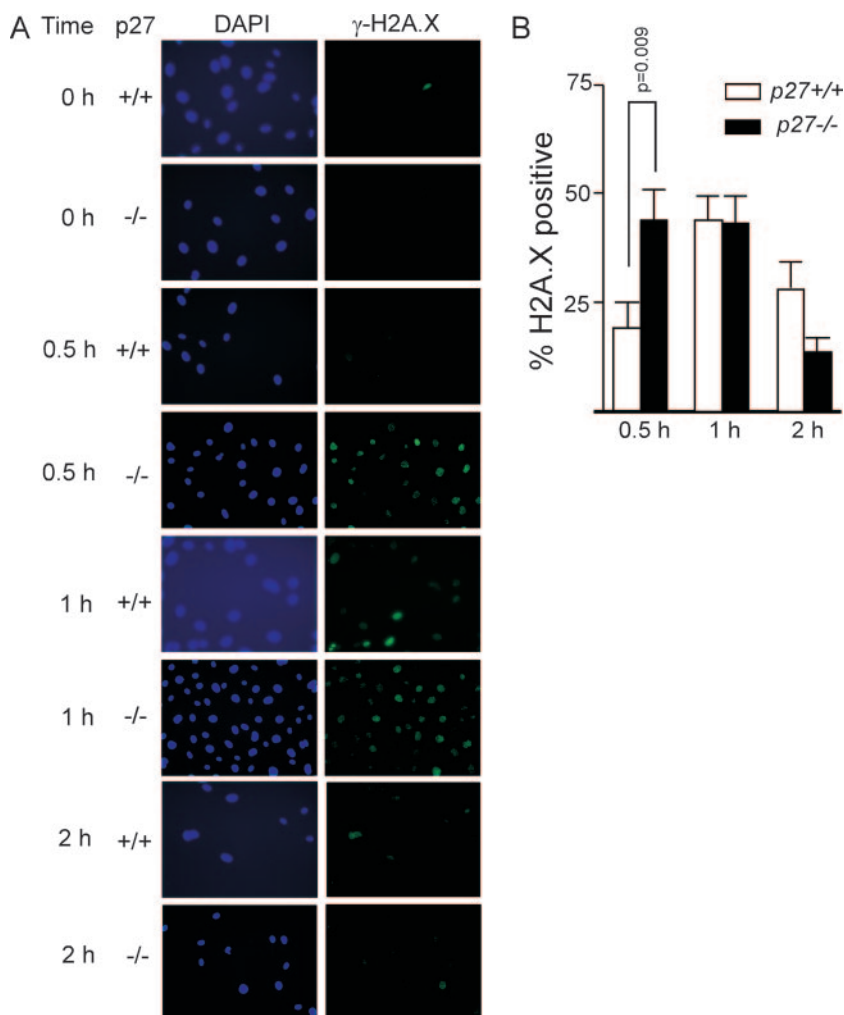 A Time p27 DAPI γ-H2A.X
0 h +/+
0 h -/-
0.5 h +/+
0.5 h -/-
1 h +/+
1 h -/-
2 h +/+
2 h -/-
B
p=0.009
75
50
25
% H2A.X positive
p27+/+
p27-/-
0.5 h 1 h 2 h